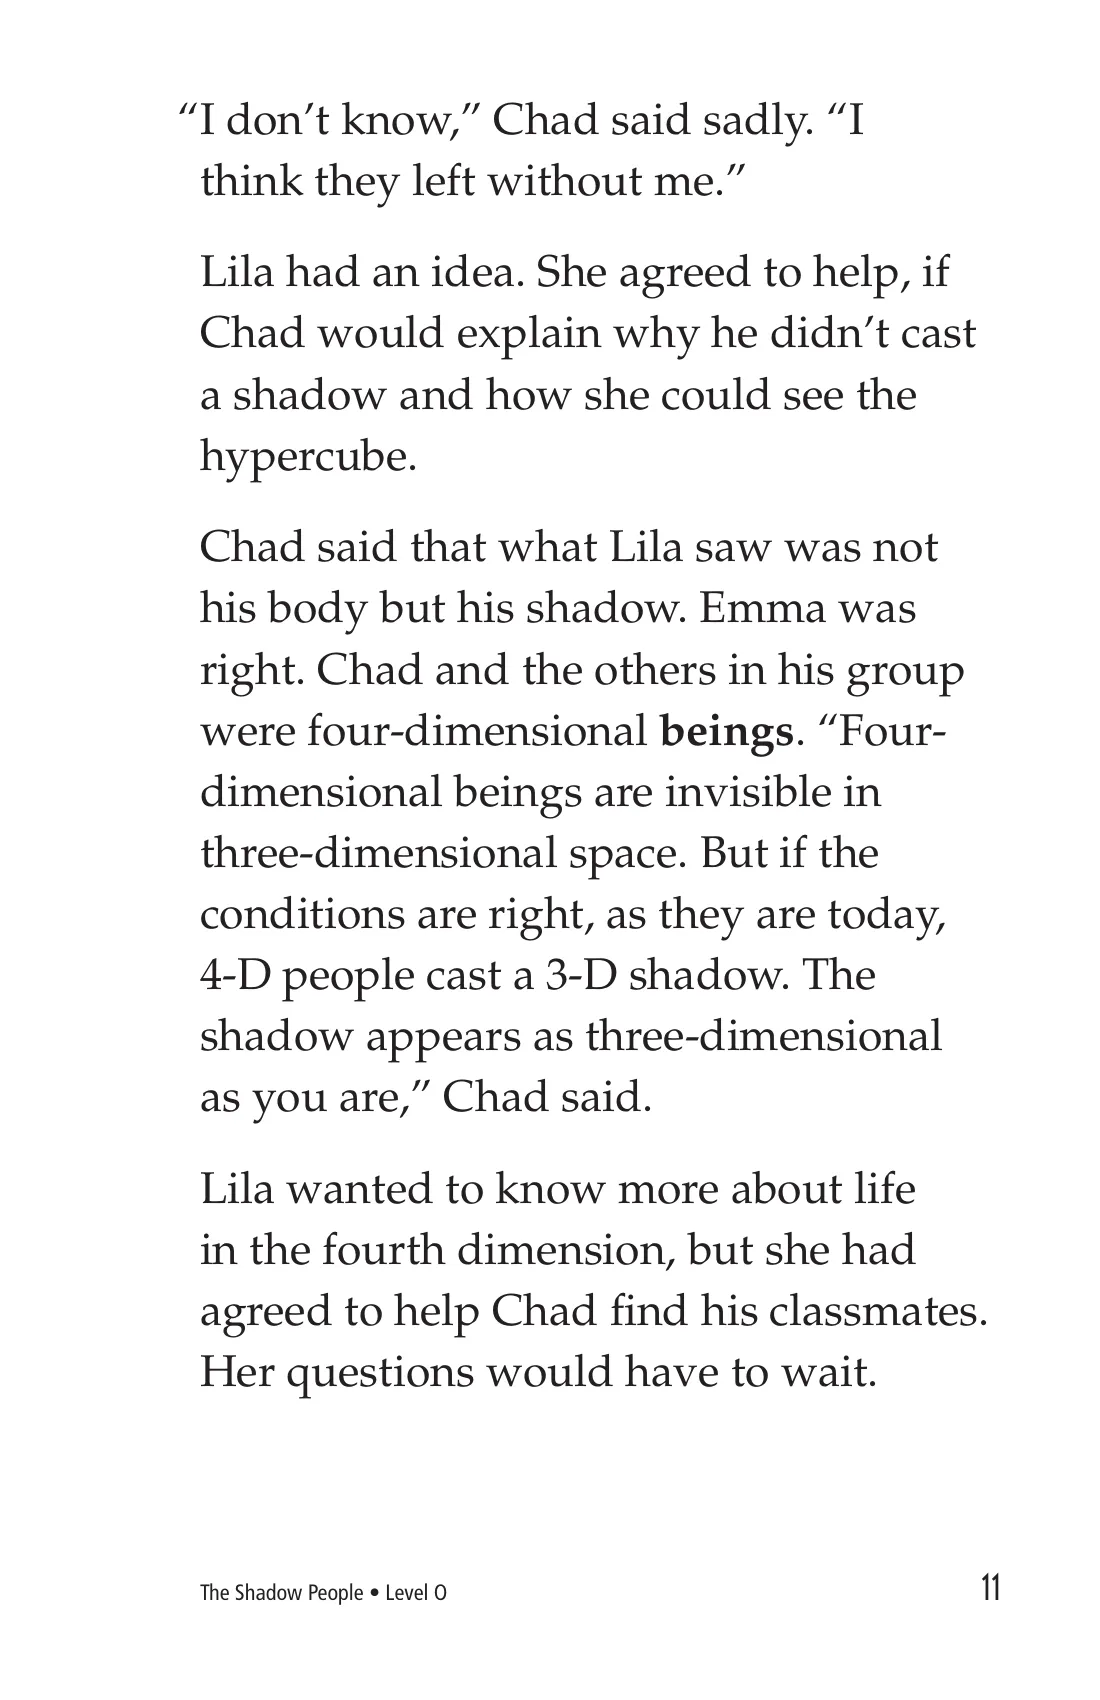 “I don’t know,” Chad said sadly. “I
think they left without me.”
Lila had an idea. She agreed to help, if
Chad would explain why he didn’t cast
a shadow and how she could see the
hypercube.
Chad said that what Lila saw was not
his body but his shadow. Emma was
right. Chad and the others in his group
were four-dimensional beings. “Four-
dimensional beings are invisible in
three-dimensional space. But if the
conditions are right, as they are today,
4-D people cast a 3-D shadow. The
shadow appears as three-dimensional
as you are,” Chad said.
Lila wanted to know more about life
in the fourth dimension, but she had
agreed to help Chad find his classmates.
Her questions would have to wait.
The Shadow People • Level O 11